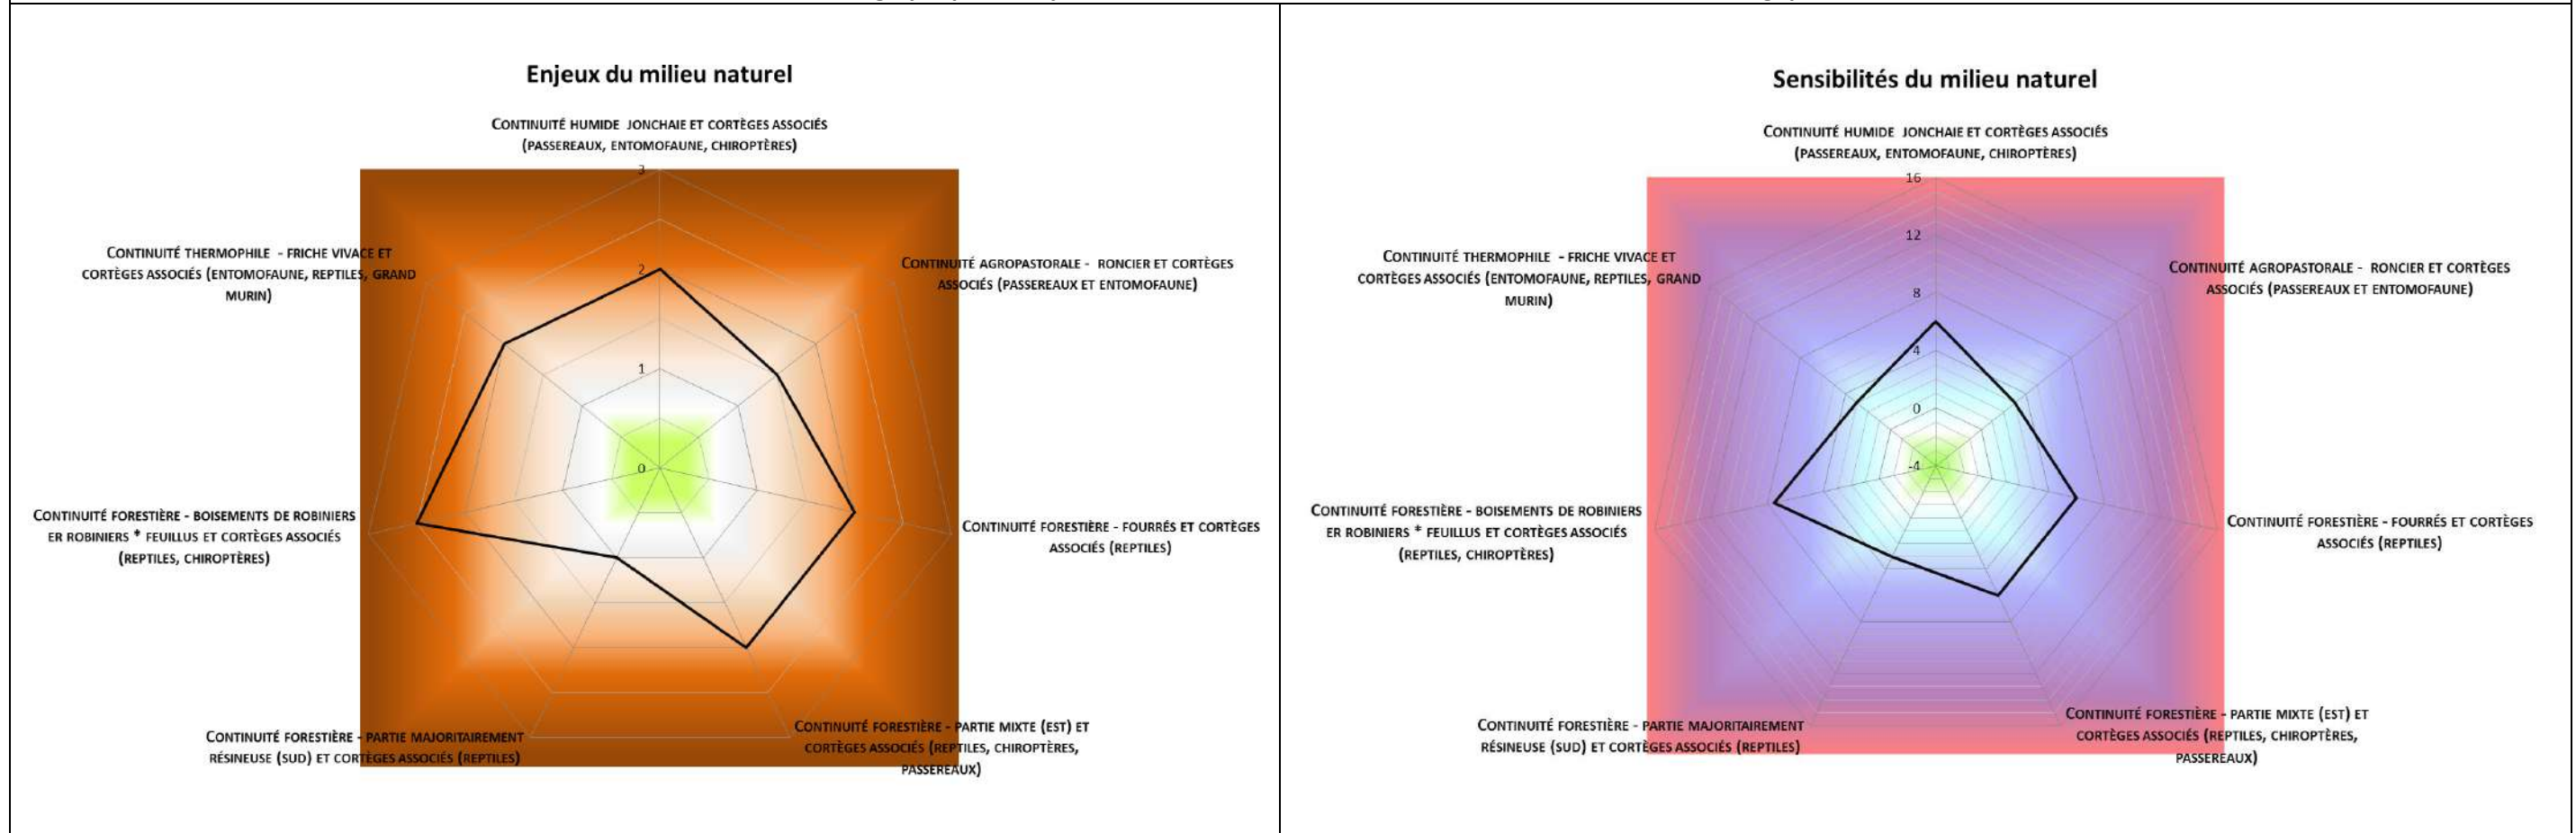 Enjeux du milieu naturel
CONTINUITÉ HUMIDE JONCHAIE ET CORTÈGES ASSOCIÉS
(PASSEREAUX, ENTOMOFAUNE, CHIROPTÈRES)
3
2
1
0
CONTINUITÉ AGROPASTORALE - RONCIER ET CORTÈGES
ASSOCIÉS (PASSEREAUX ET ENTOMOFAUNE)
CONTINUITÉ FORESTIÈRE - FOURRÉS ET CORTÈGES
ASSOCIÉS (REPTILES)
CONTINUITÉ FORESTIÈRE - PARTIE MIXTE (EST) ET
CORTÈGES ASSOCIÉS (REPTILES, CHIROPTÈRES,
PASSEREAUX)
CONTINUITÉ FORESTIÈRE - PARTIE MAJORITAIREMENT
RÉSINEUSE (SUD) ET CORTÈGES ASSOCIÉS (REPTILES)
CONTINUITÉ FORESTIÈRE - BOISEMENTS DE ROBINIERS
ER ROBINIERS * FEUILLUS ET CORTÈGES ASSOCIÉS
(REPTILES, CHIROPTÈRES)
CONTINUITÉ THERMOPHILE - FRICHE VIVACE ET
CORTÈGES ASSOCIÉS (ENTOMOFAUNE, REPTILES, GRAND
MURIN)
Sensibilités du milieu naturel
CONTINUITÉ HUMIDE JONCHAIE ET CORTÈGES ASSOCIÉS
(PASSEREAUX, ENTOMOFAUNE, CHIROPTÈRES)
16
12
8
4
0
-4
CONTINUITÉ AGROPASTORALE - RONCIER ET CORTÈGES
ASSOCIÉS (PASSEREAUX ET ENTOMOFAUNE)
CONTINUITÉ FORESTIÈRE - FOURRÉS ET CORTÈGES
ASSOCIÉS (REPTILES)
CONTINUITÉ FORESTIÈRE - PARTIE MIXTE (EST) ET
CORTÈGES ASSOCIÉS (REPTILES, CHIROPTÈRES,
PASSEREAUX)
CONTINUITÉ FORESTIÈRE - PARTIE MAJORITAIREMENT
RÉSINEUSE (SUD) ET CORTÈGES ASSOCIÉS (REPTILES)
CONTINUITÉ FORESTIÈRE - BOISEMENTS DE ROBINIERS
ER ROBINIERS * FEUILLUS ET CORTÈGES ASSOCIÉS
(REPTILES, CHIROPTÈRES)
CONTINUITÉ THERMOPHILE - FRICHE VIVACE ET
CORTÈGES ASSOCIÉS (ENTOMOFAUNE, REPTILES, GRAND
MURIN)